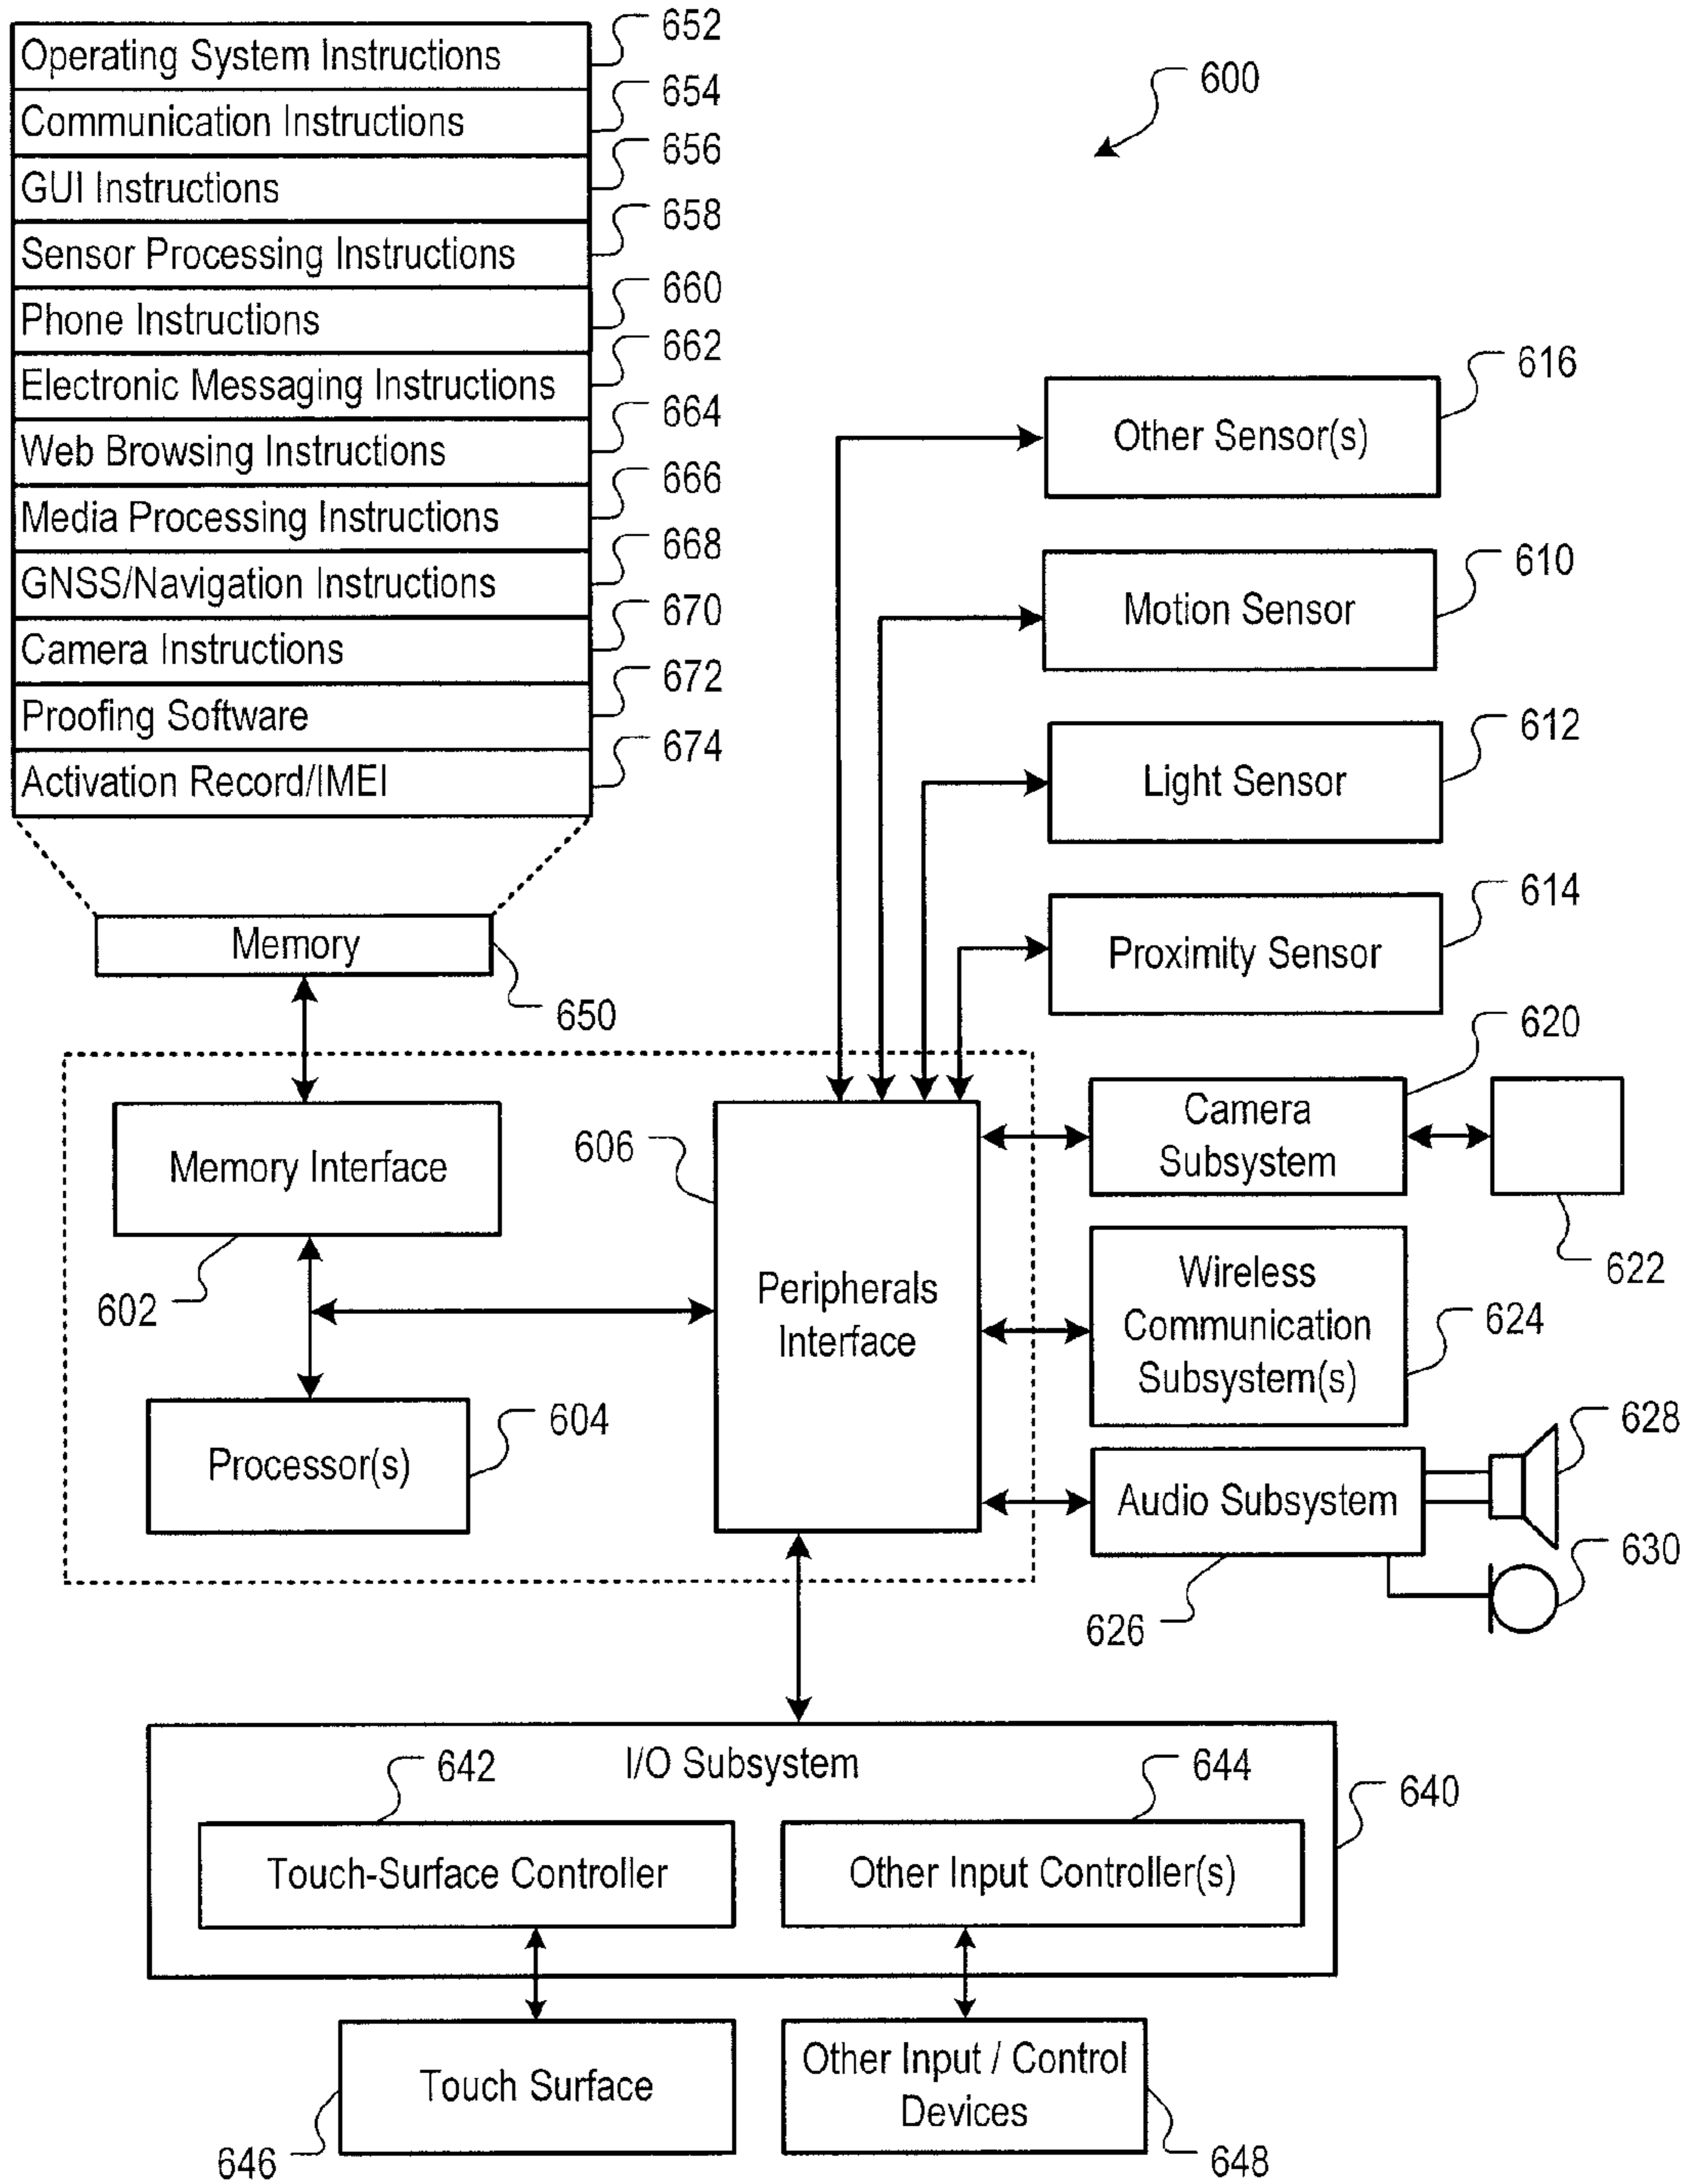 652
Operating System Instructions
654
Communication Instructions
656
GUI Instructions
658
Sensor Processing Instructions
660
Phone Instructions
662
Electronic Messaging Instructions
664
Web Browsing Instructions
666
Media Processing Instructions
668
GNSS/Navigation Instructions
670
Camera Instructions
672
Proofing Software
674
Activation Record/IMEI
600
616
Other Sensor(s)
610
Motion Sensor
612
Light Sensor
614
Proximity Sensor
Memory
650
620
Camera
Subsystem
622
Memory Interface
602
606
Peripherals
Interface
Wireless
Communication
Subsystem(s)
624
Processor(s)
604
Audio Subsystem
626
628
630
I/O Subsystem
640
642
Touch-Surface Controller
644
Other Input Controller(s)
Touch Surface
646
Other Input / Control
Devices
648